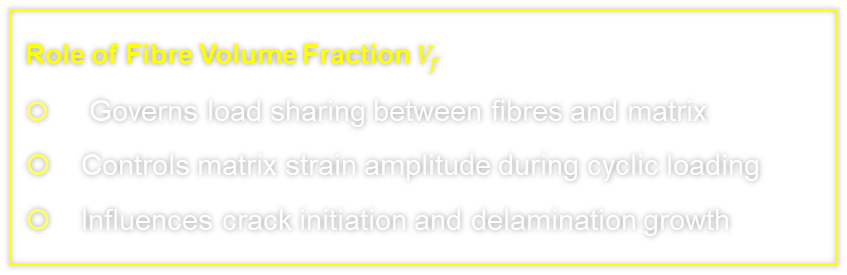 Role of Fibre Volume Fraction V_f
Governs load sharing between fibres and matrix
Controls matrix strain amplitude during cyclic loading
Influences crack initiation and delamination growth